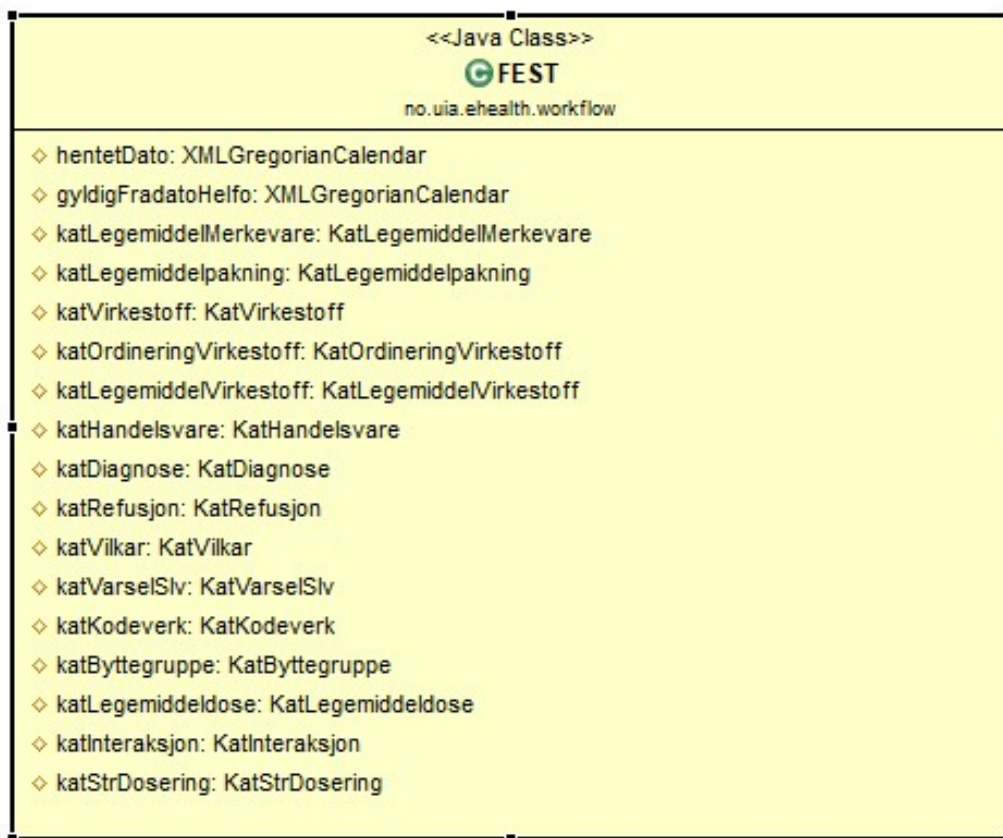 <<Java Class>>
C FEST
no.uia.ehealth.workflow
hentetDato: XMLGregorianCalendar
gyldigFradatoHelfo: XMLGregorianCalendar
katLegemiddelMerkevare: KatLegemiddelMerkevare
katLegemiddelpakning: KatLegemiddelpakning
katVirkestoff: KatVirkestoff
katOrdineringVirkestoff: KatOrdineringVirkestoff
katLegemiddelVirkestoff: KatLegemiddelVirkestoff
katHandelsvare: KatHandelsvare
katDiagnose: KatDiagnose
katRefusjon: KatRefusjon
katVilkar: KatVilkar
katVarselSlv: KatVarselSlv
katKodeverk: KatKodeverk
katByttegruppe: KatByttegruppe
katLegemiddeldose: KatLegemiddeldose
katInteraksjon: KatInteraksjon
katStrDosering: KatStrDosering